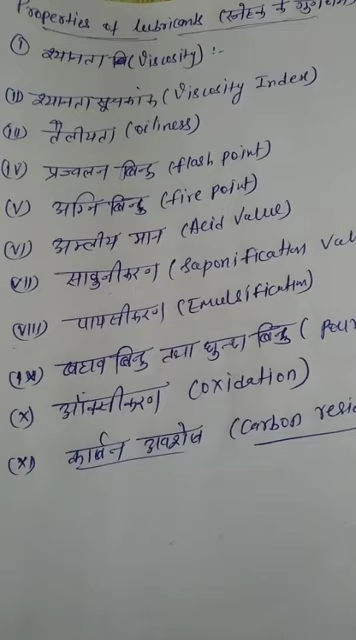 Properties of lubricants (स्नेहक के
(I) श्यानता (Viscosity) :-
(II) श्यानता सूचकांक (Viscosity Index)
(III) तैलीयता (oiliness)
(IV) प्रज्वलन बिन्दु (flash point)
(V) अग्नि बिन्दु (fire point)
(VI) अम्लीय मान (Acid Value)
(VII) साबुनीकरण (Saponification Val
(VIII) पायसीकरण (Emulsification)
(IX) बहाव बिन्दु तथा धुन्ध बिन्दु (pour
(X) ऑक्सीकरण (oxidation)
(XI) कार्बन अवशेष (Carbon resi